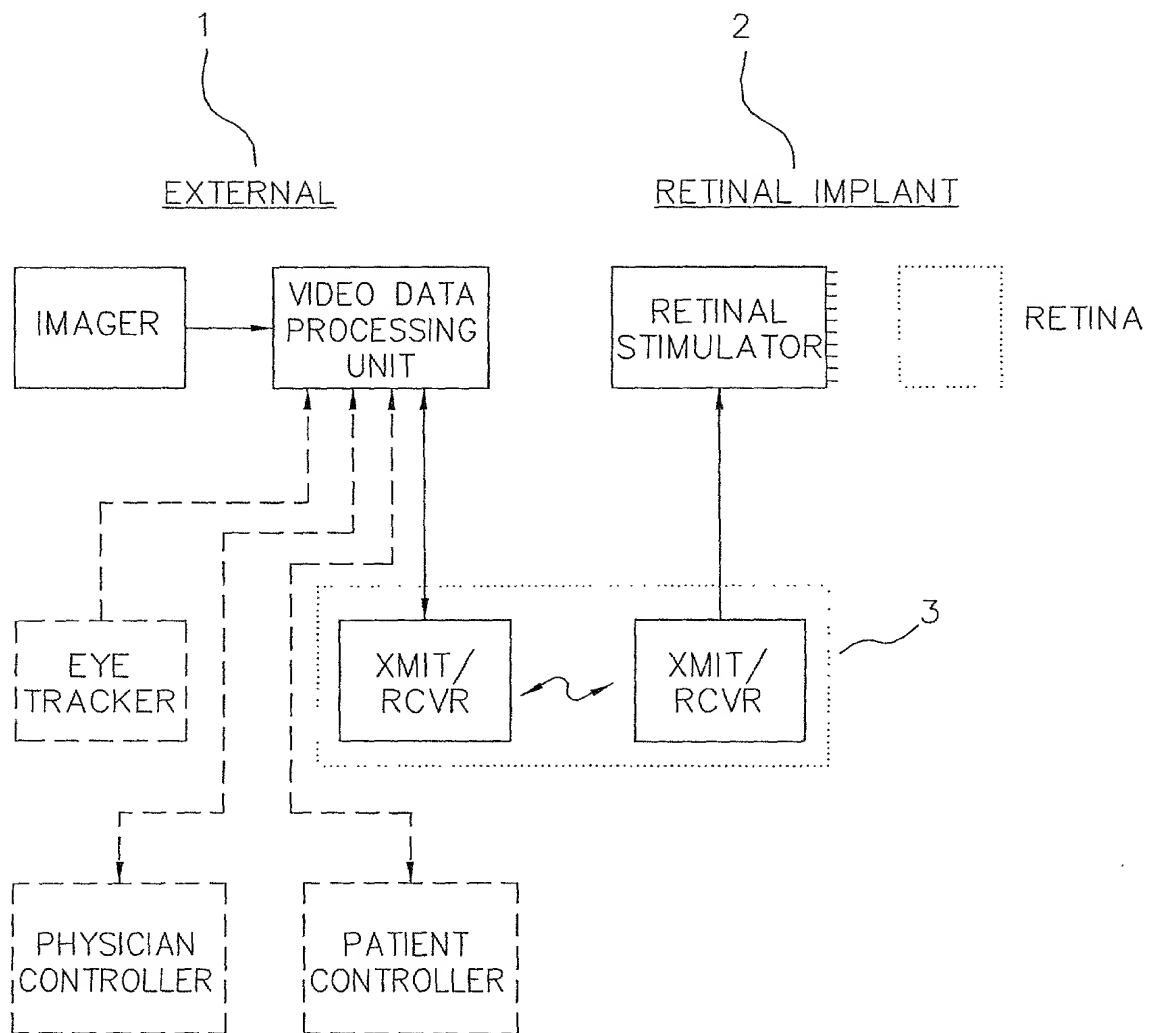 1
2
EXTERNAL
RETINAL IMPLANT
IMAGER
VIDEO DATA
PROCESSING
UNIT
RETINAL
STIMULATOR
RETINA
3
EYE
TRACKER
XMIT/
RCVR
XMIT/
RCVR
PHYSICIAN
CONTROLLER
PATIENT
CONTROLLER